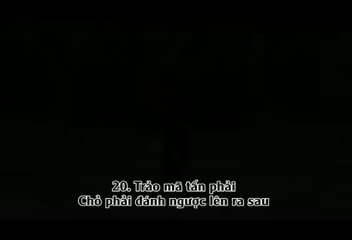 20. Trảo mã tấn phải
Chỏ phải đánh ngược lên ra sau